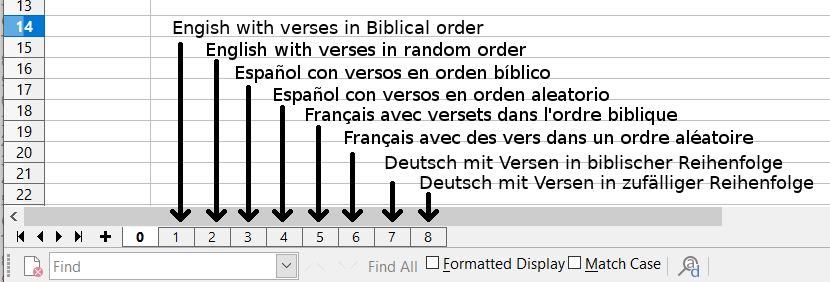 13
14
Engish with verses in Biblical order
15
English with verses in random order
16
Español con versos en orden bíblico
17
Español con versos en orden aleatorio
18
Français avec versets dans l'ordre biblique
19
Français avec des vers dans un ordre aléatoire
20
Deutsch mit Versen in biblischer Reihenfolge
21
Deutsch mit Versen in zufälliger Reihenfolge
22
0 1 2 3 4 5 6 7 8
Find Find All Formatted Display Match Case